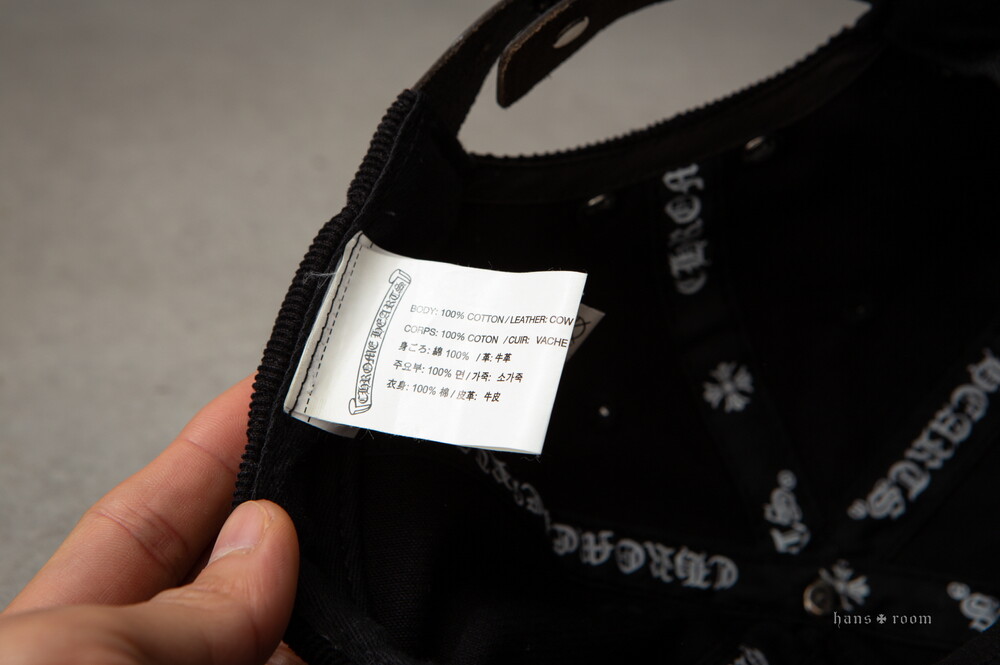 CHROME HEARTS
BODY: 100% COTTON / LEATHER: COW
CORPS: 100% COTON / CUIR: VACHE
身ごろ: 綿 100% / 革: 牛革
주요부: 100% 면 / 가죽: 소가죽
衣身: 100% 棉 / 皮革: 牛皮
CHROME
hans room